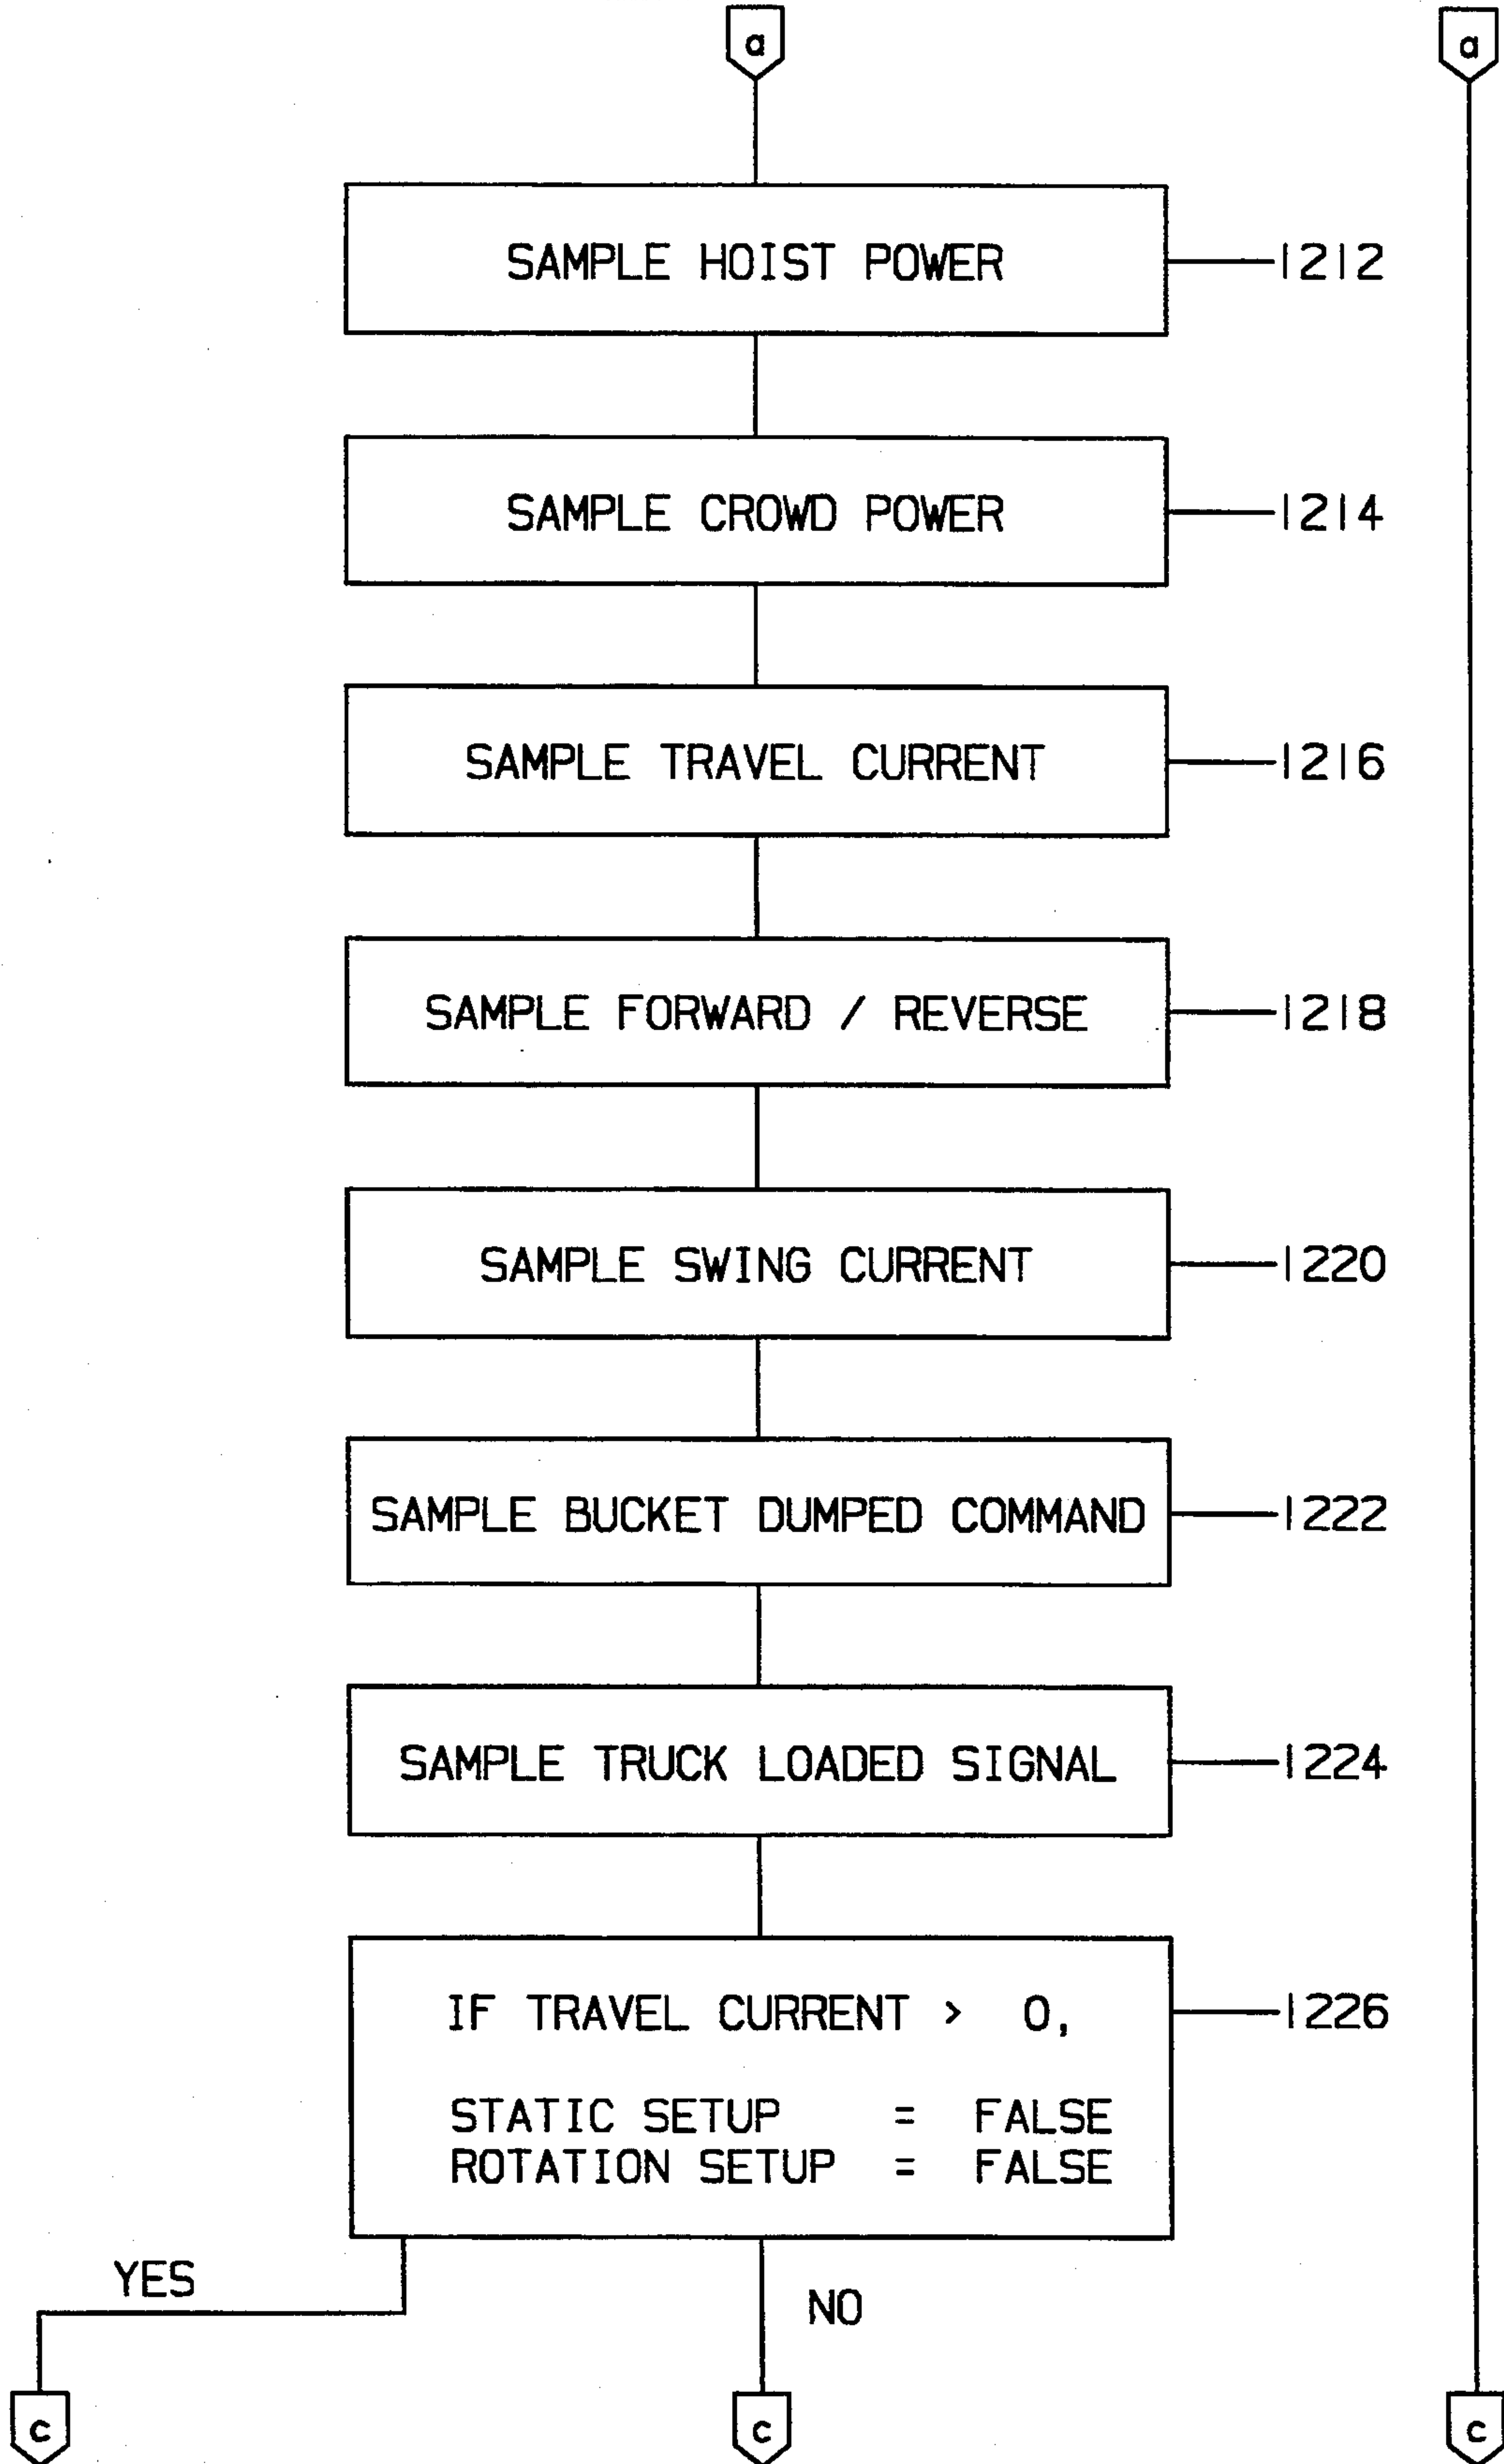 a a
SAMPLE HOIST POWER 1212
SAMPLE CROWD POWER 1214
SAMPLE TRAVEL CURRENT 1216
SAMPLE FORWARD / REVERSE 1218
SAMPLE SWING CURRENT 1220
SAMPLE BUCKET DUMPED COMMAND 1222
SAMPLE TRUCK LOADED SIGNAL 1224
IF TRAVEL CURRENT > 0, 1226
STATIC SETUP = FALSE
ROTATION SETUP = FALSE
YES
NO
c c c